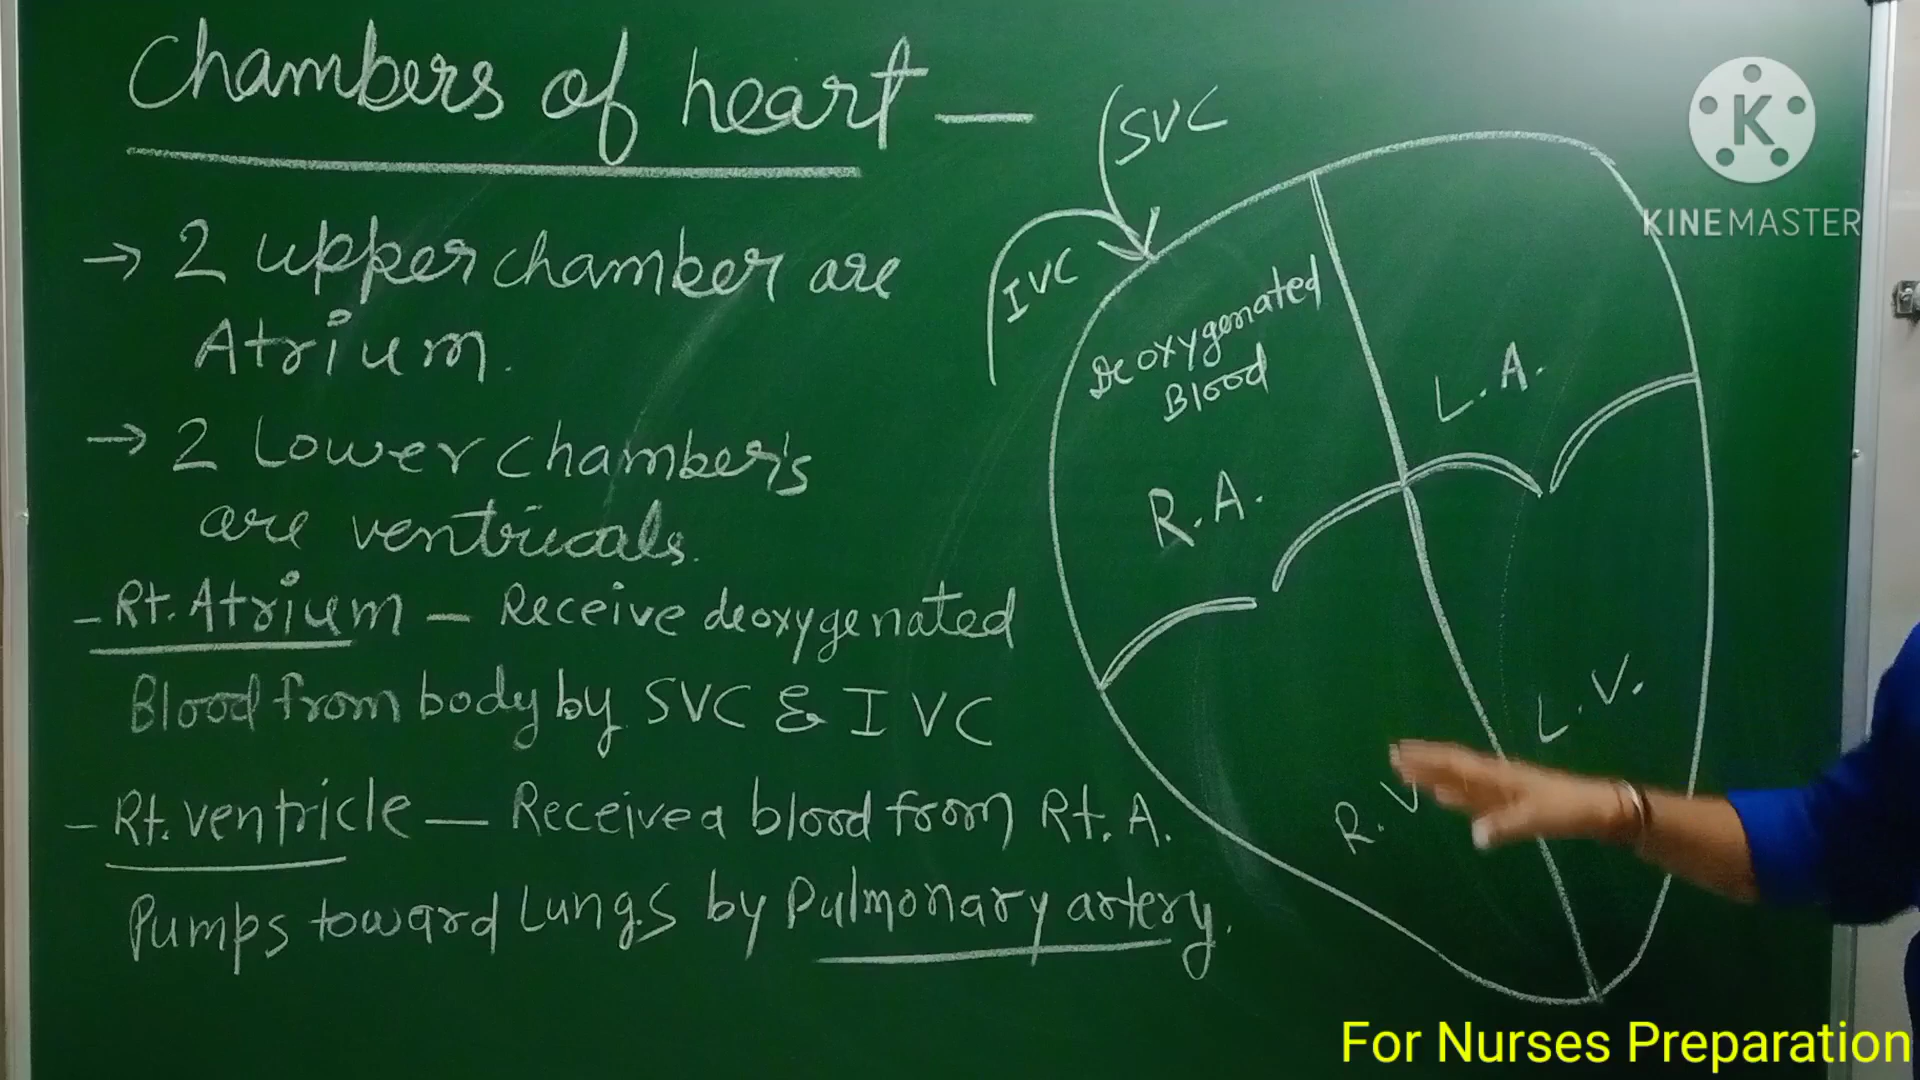 Chambers of heart —
→ 2 upper chamber are
Atrium.
→ 2 Lower chamber's
are ventricals.
- Rt. Atrium — Receive deoxygenated
Blood from body by SVC & IVC
- Rt. ventricle — Receive a blood from Rt. A.
Pumps toward Lungs by Pulmonary artery.
SVC
IVC
Deoxygenated
Blood
R.A.
L.A.
L.V.
R.V
K
KINEMASTER
For Nurses Preparation